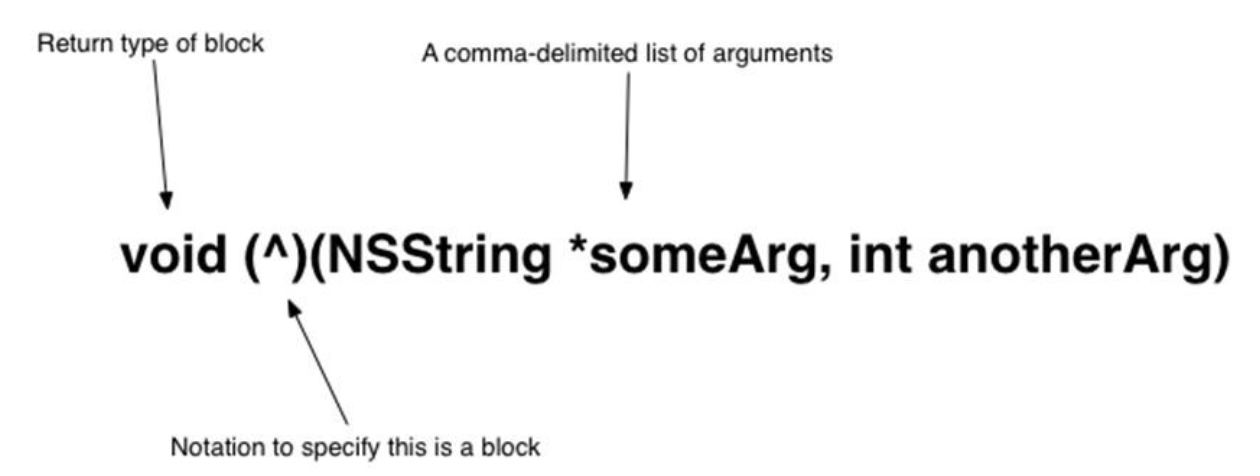 Return type of block
A comma-delimited list of arguments
void (^)(NSString *someArg, int anotherArg)
Notation to specify this is a block